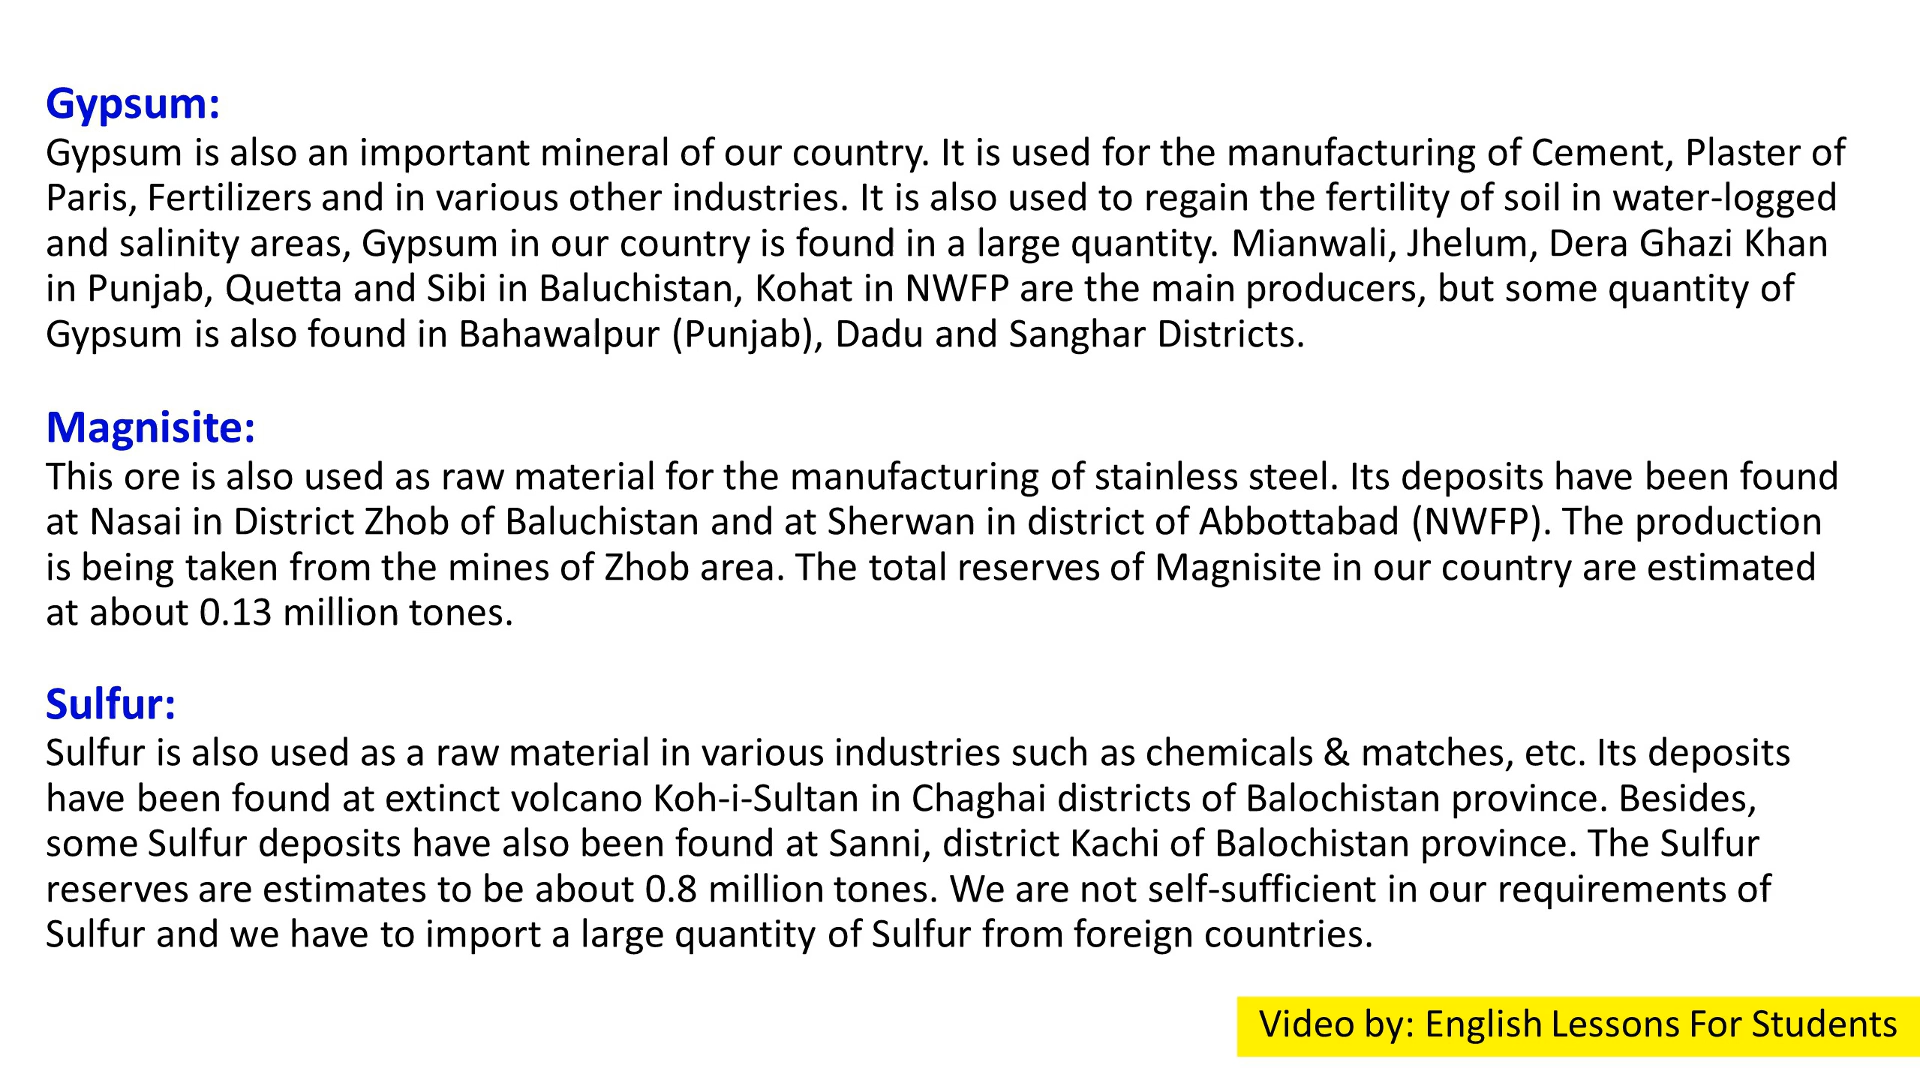 Gypsum:
Gypsum is also an important mineral of our country. It is used for the manufacturing of Cement, Plaster of
Paris, Fertilizers and in various other industries. It is also used to regain the fertility of soil in water-logged
and salinity areas, Gypsum in our country is found in a large quantity. Mianwali, Jhelum, Dera Ghazi Khan
in Punjab, Quetta and Sibi in Baluchistan, Kohat in NWFP are the main producers, but some quantity of
Gypsum is also found in Bahawalpur (Punjab), Dadu and Sanghar Districts.
Magnisite:
This ore is also used as raw material for the manufacturing of stainless steel. Its deposits have been found
at Nasai in District Zhob of Baluchistan and at Sherwan in district of Abbottabad (NWFP). The production
is being taken from the mines of Zhob area. The total reserves of Magnisite in our country are estimated
at about 0.13 million tones.
Sulfur:
Sulfur is also used as a raw material in various industries such as chemicals & matches, etc. Its deposits
have been found at extinct volcano Koh-i-Sultan in Chaghai districts of Balochistan province. Besides,
some Sulfur deposits have also been found at Sanni, district Kachi of Balochistan province. The Sulfur
reserves are estimates to be about 0.8 million tones. We are not self-sufficient in our requirements of
Sulfur and we have to import a large quantity of Sulfur from foreign countries.
Video by: English Lessons For Students